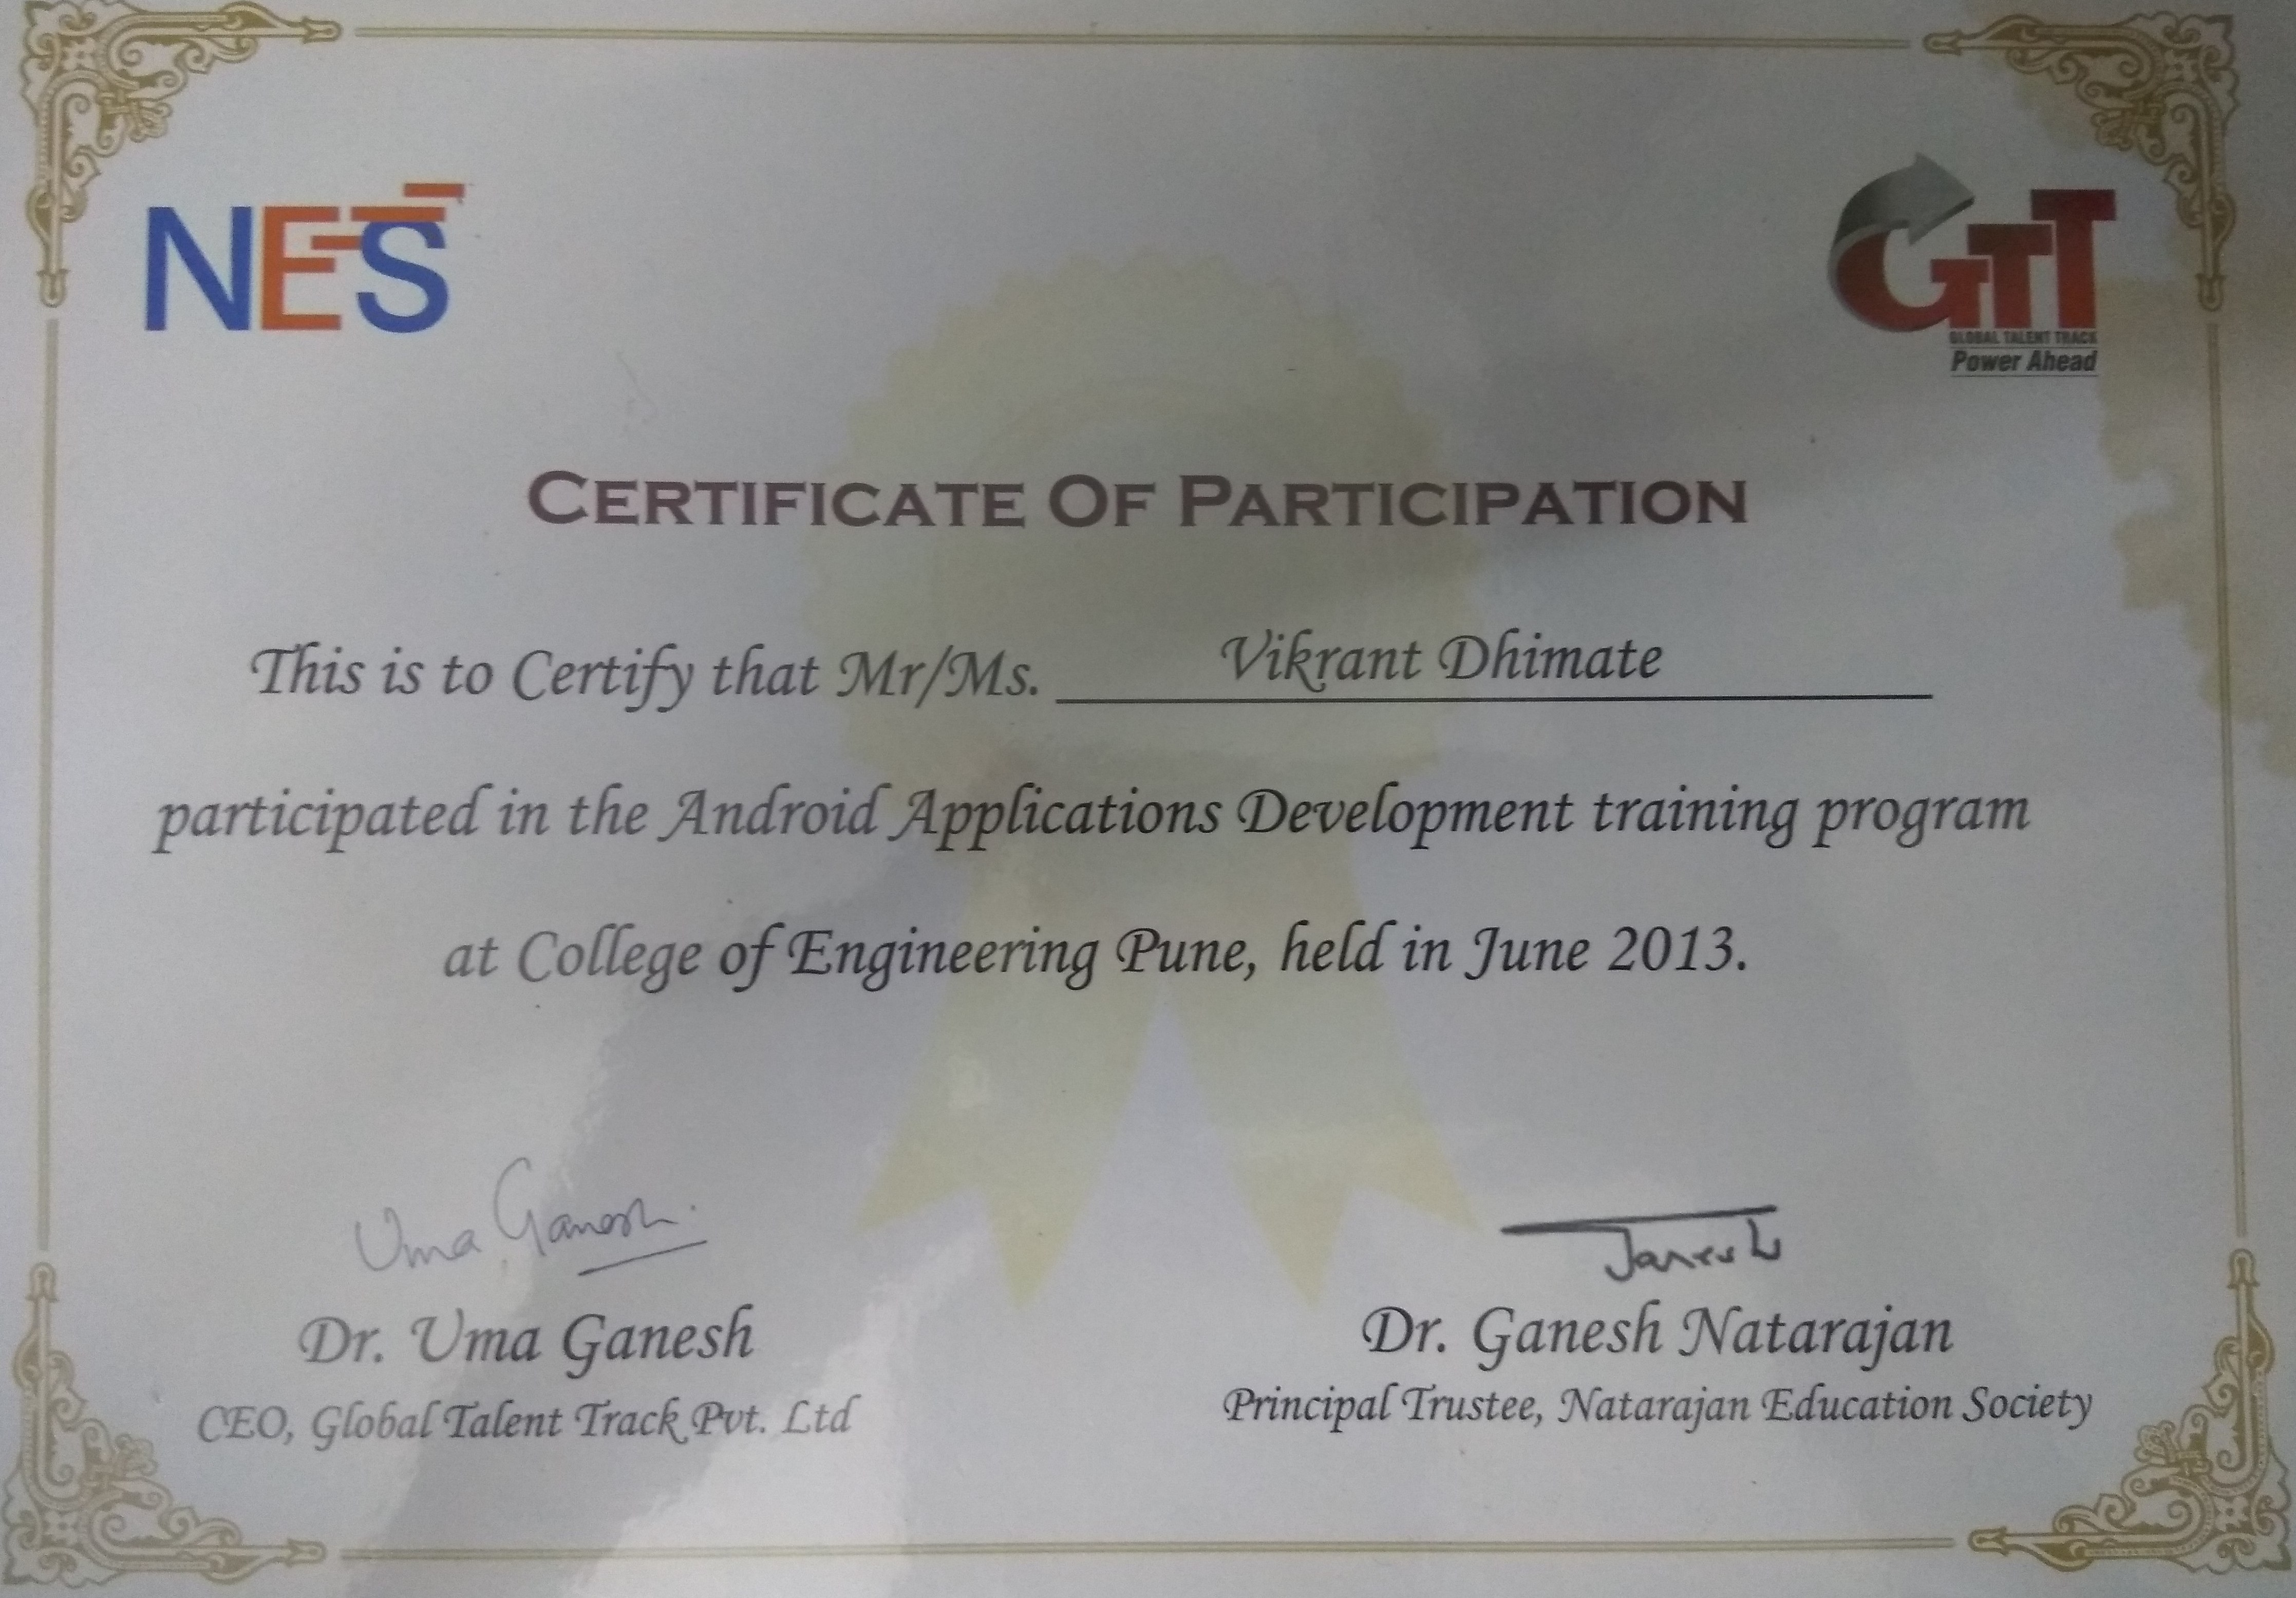 NES
GTT
GLOBAL TALENT TRACK
Power Ahead
CERTIFICATE OF PARTICIPATION
This is to Certify that Mr/Ms. Vikrant Dhimate
participated in the Android Applications Development training program
at College of Engineering Pune, held in June 2013.
Uma Ganesh
Ganesh
Dr. Uma Ganesh
Dr. Ganesh Natarajan
CEO, Global Talent Track Pvt. Ltd
Principal Trustee, Natarajan Education Society